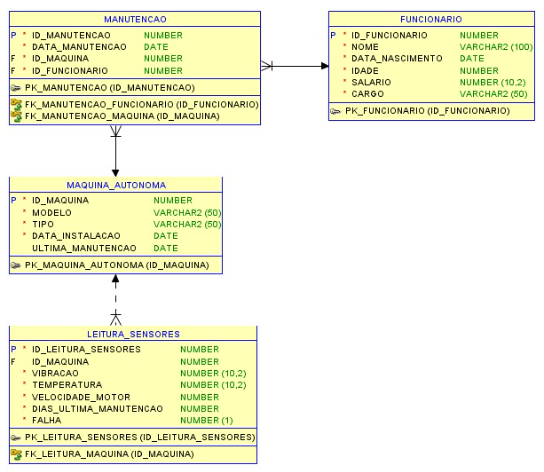 MANUTENCAO
P * ID_MANUTENCAO NUMBER
* DATA_MANUTENCAO DATE
F * ID_MAQUINA NUMBER
F * ID_FUNCIONARIO NUMBER
PK_MANUTENCAO (ID_MANUTENCAO)
FK_MANUTENCAO_FUNCIONARIO (ID_FUNCIONARIO)
FK_MANUTENCAO_MAQUINA (ID_MAQUINA)
FUNCIONARIO
P * ID_FUNCIONARIO NUMBER
* NOME VARCHAR2 (100)
* DATA_NASCIMENTO DATE
* IDADE NUMBER
* SALARIO NUMBER (10,2)
* CARGO VARCHAR2 (50)
PK_FUNCIONARIO (ID_FUNCIONARIO)
MAQUINA_AUTONOMA
P * ID_MAQUINA NUMBER
* MODELO VARCHAR2 (50)
* TIPO VARCHAR2 (50)
* DATA_INSTALACAO DATE
ULTIMA_MANUTENCAO DATE
PK_MAQUINA_AUTONOMA (ID_MAQUINA)
LEITURA_SENSORES
P * ID_LEITURA_SENSORES NUMBER
F ID_MAQUINA NUMBER
* VIBRACAO NUMBER (10,2)
* TEMPERATURA NUMBER (10,2)
* VELOCIDADE_MOTOR NUMBER
* DIAS_ULTIMA_MANUTENCAO NUMBER
* FALHA NUMBER (1)
PK_LEITURA_SENSORES (ID_LEITURA_SENSORES)
FK_LEITURA_MAQUINA (ID_MAQUINA)